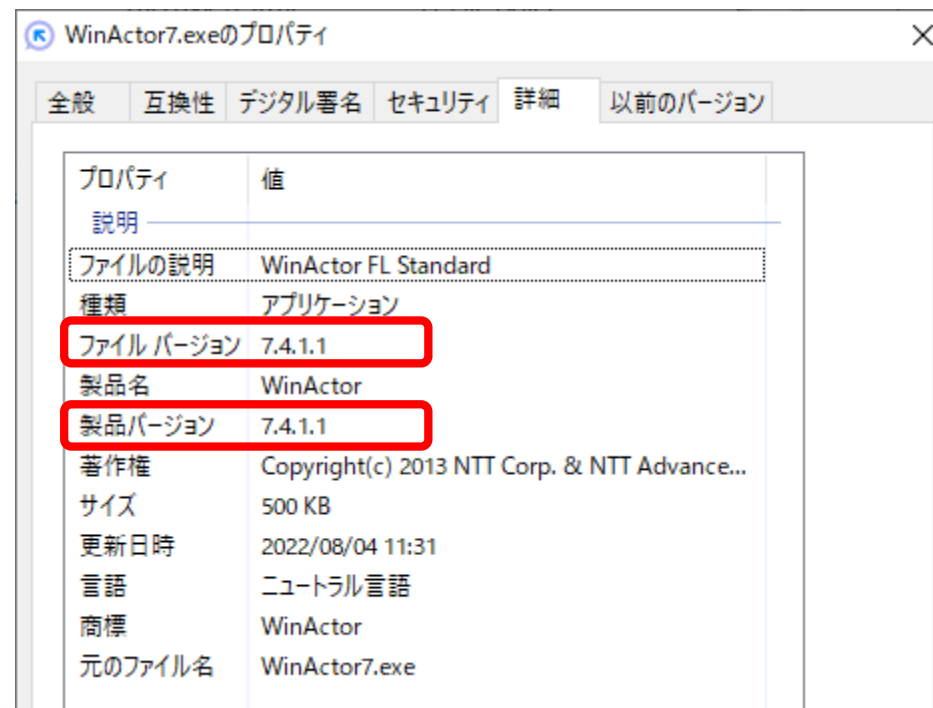 WinActor7.exeのプロパティ
全般 互換性 デジタル署名 セキュリティ 詳細 以前のバージョン
プロパティ 値
説明
ファイルの説明 WinActor FL Standard
種類 アプリケーション
ファイル バージョン 7.4.1.1
製品名 WinActor
製品バージョン 7.4.1.1
著作権 Copyright(c) 2013 NTT Corp. & NTT Advance...
サイズ 500 KB
更新日時 2022/08/04 11:31
言語 ニュートラル言語
商標 WinActor
元のファイル名 WinActor7.exe